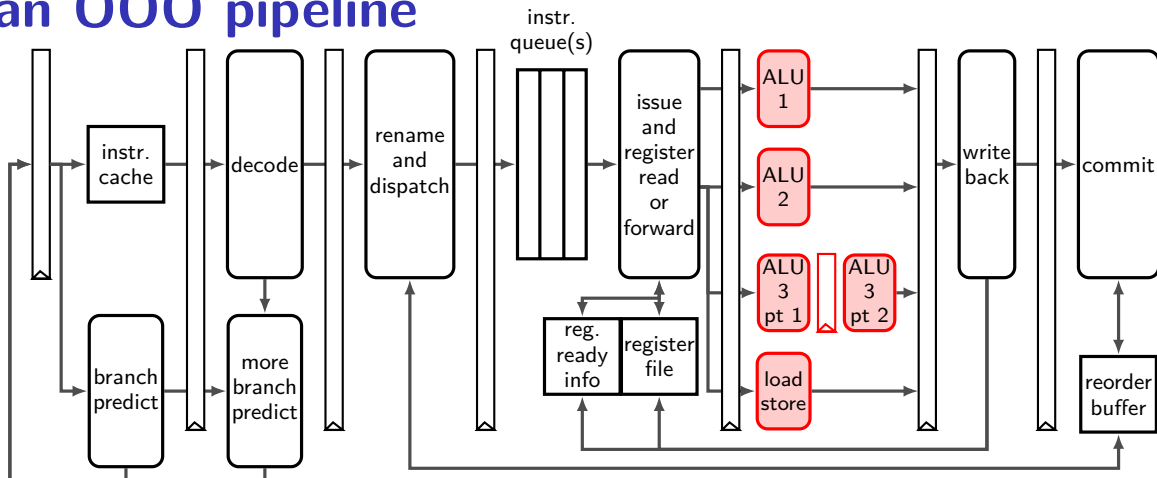 an OOO pipeline
instr.
queue(s)
instr.
cache
decode
rename
and
dispatch
issue
and
register
read
or
forward
ALU
1
ALU
2
ALU
3
pt 1
ALU
3
pt 2
load
store
write
back
commit
branch
predict
more
branch
predict
reg.
ready
info
register
file
reorder
buffer